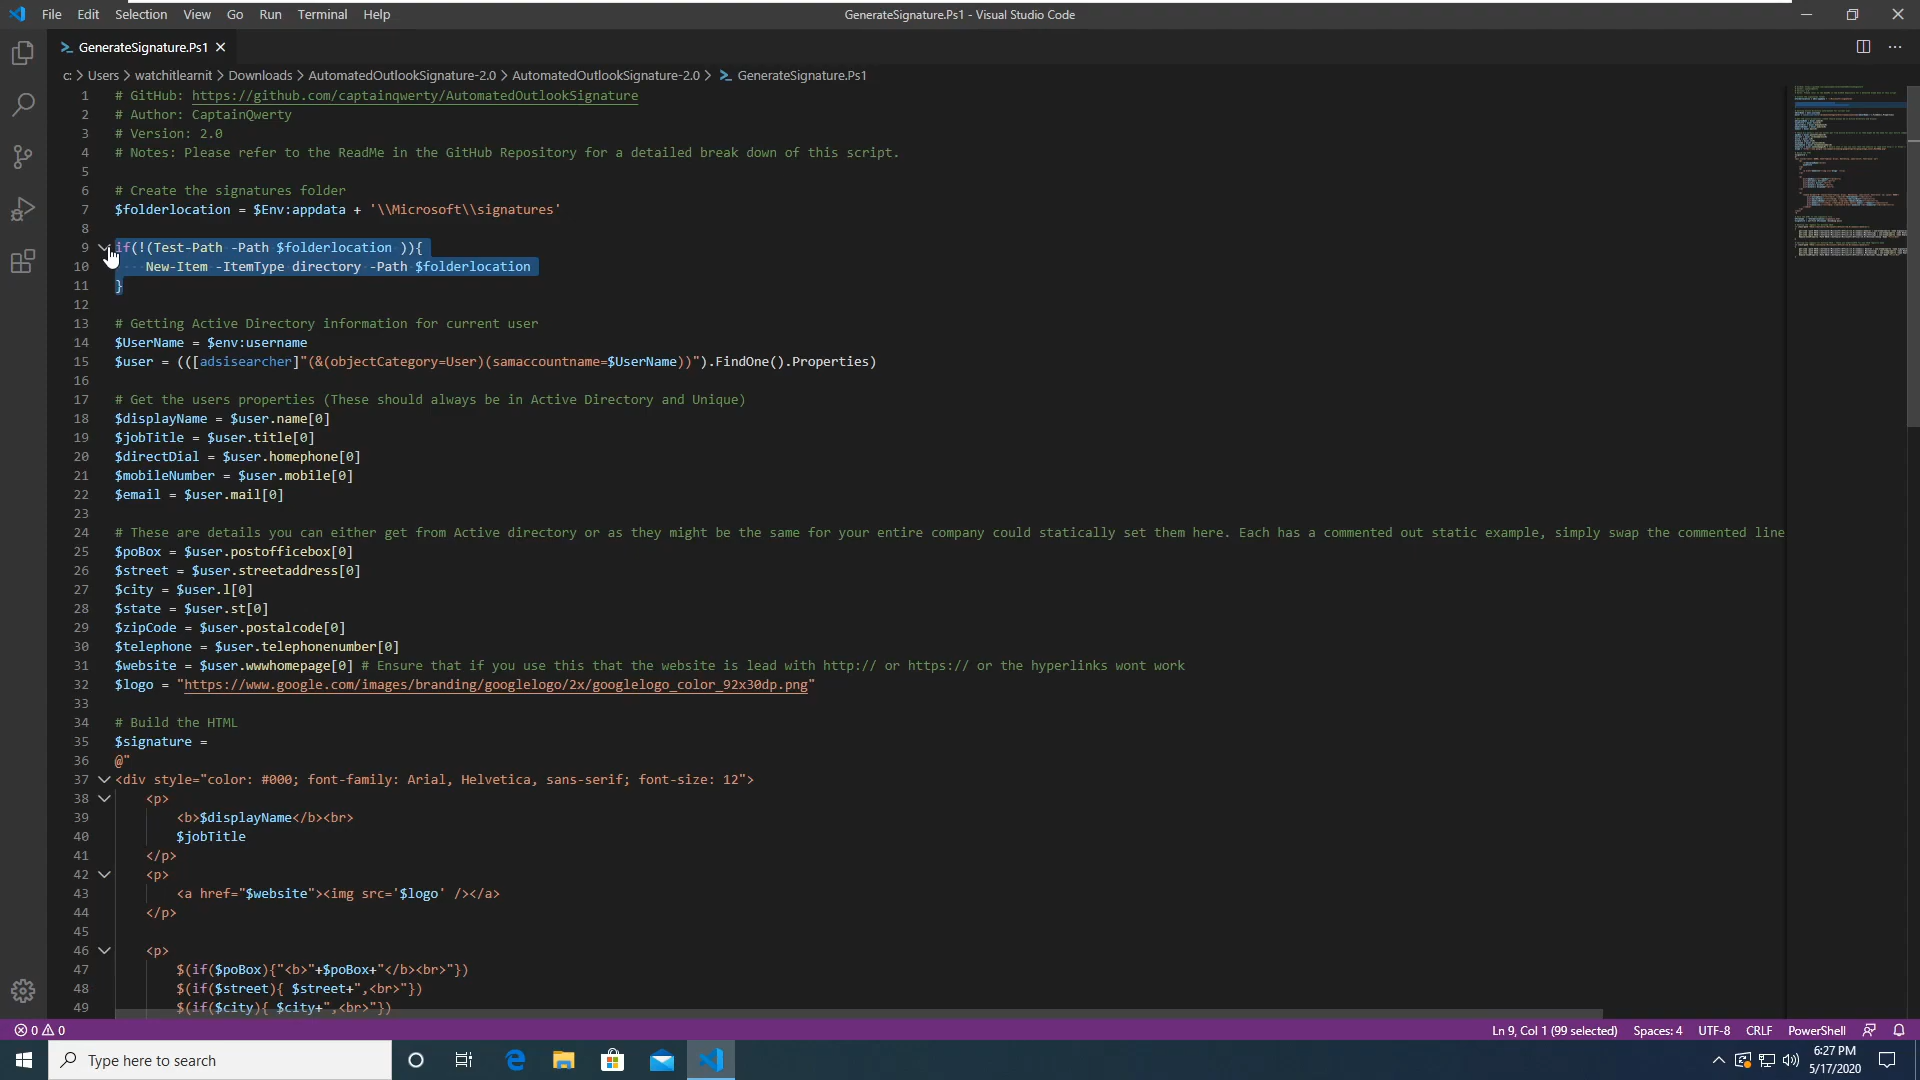 File Edit Selection View Go Run Terminal Help
GenerateSignature.Ps1 - Visual Studio Code
GenerateSignature.Ps1
c: > Users > watchitlearnit > Downloads > AutomatedOutlookSignature-2.0 > AutomatedOutlookSignature-2.0 > GenerateSignature.Ps1
1 # GitHub: https://github.com/captainqwerty/AutomatedOutlookSignature
2 # Author: CaptainQwerty
3 # Version: 2.0
4 # Notes: Please refer to the ReadMe in the GitHub Repository for a detailed break down of this script.
5
6 # Create the signatures folder
7 $folderlocation = $Env:appdata + '\\Microsoft\\signatures'
8
9 if(!(Test-Path -Path $folderlocation )){
10 New-Item -ItemType directory -Path $folderlocation
11 }
12
13 # Getting Active Directory information for current user
14 $UserName = $env:username
15 $user = (([adsisearcher]"(&(objectCategory=User)(samaccountname=$UserName))").FindOne().Properties)
16
17 # Get the users properties (These should always be in Active Directory and Unique)
18 $displayName = $user.name[0]
19 $jobTitle = $user.title[0]
20 $directDial = $user.homephone[0]
21 $mobileNumber = $user.mobile[0]
22 $email = $user.mail[0]
23
24 # These are details you can either get from Active directory or as they might be the same for your entire company could statically set them here. Each has a commented out static example, simply swap the commented line
25 $poBox = $user.postofficebox[0]
26 $street = $user.streetaddress[0]
27 $city = $user.l[0]
28 $state = $user.st[0]
29 $zipCode = $user.postalcode[0]
30 $telephone = $user.telephonenumber[0]
31 $website = $user.wwwhomepage[0] # Ensure that if you use this that the website is lead with http:// or https:// or the hyperlinks wont work
32 $logo = "https://www.google.com/images/branding/googlelogo/2x/googlelogo_color_92x30dp.png"
33
34 # Build the HTML
35 $signature =
36 @"
37 <div style="color: #000; font-family: Arial, Helvetica, sans-serif; font-size: 12">
38 <p>
39 <b>$displayName</b><br>
40 $jobTitle
41 </p>
42 <p>
43 <a href="$website"><img src='$logo' /></a>
44 </p>
45
46 <p>
47 $(if($poBox){"<b>"+$poBox+"</b><br>"})
48 $(if($street){ $street+",<br>"})
49 $(if($city){ $city+",<br>"})
0 0
Ln 9, Col 1 (99 selected) Spaces: 4 UTF-8 CRLF PowerShell
Type here to search
6:27 PM
5/17/2020